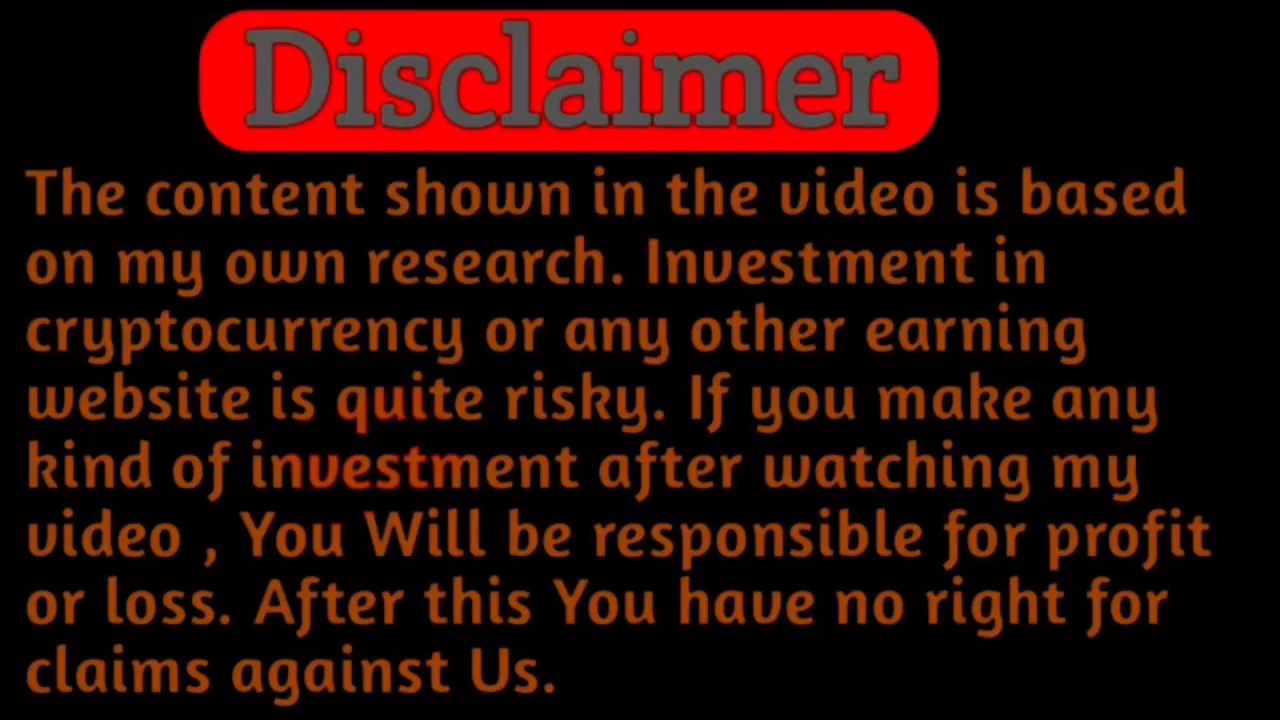 Disclaimer
The content shown in the video is based
on my own research. Investment in
cryptocurrency or any other earning
website is quite risky. If you make any
kind of investment after watching my
video , You Will be responsible for profit
or loss. After this You have no right for
claims against Us.